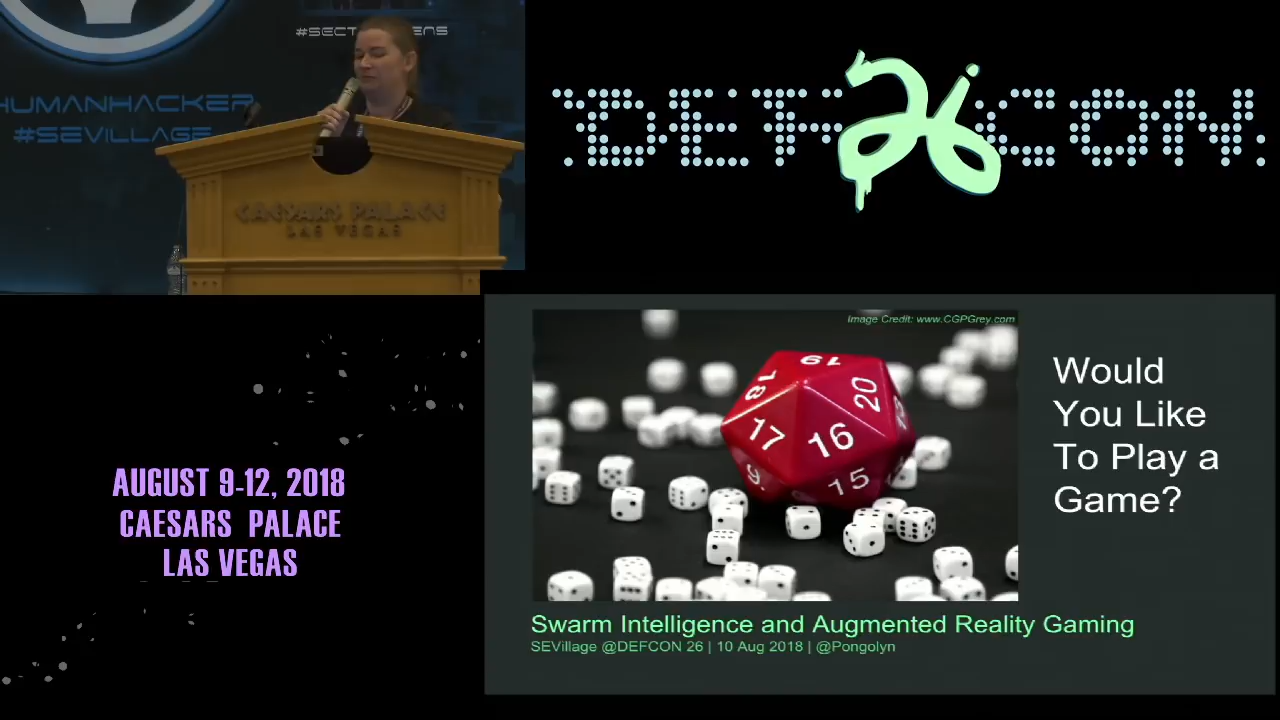 #HUMANHACKER
#SEVILLAGE
CAESARS PALACE
LAS VEGAS
DEF 26 CON
AUGUST 9-12, 2018
CAESARS PALACE
LAS VEGAS
Image Credit: www.CGPGrey.com
19
18
20
17
16
15
Would
You Like
To Play a
Game?
Swarm Intelligence and Augmented Reality Gaming
SEVillage @DEFCON 26 | 10 Aug 2018 | @Pongolyn